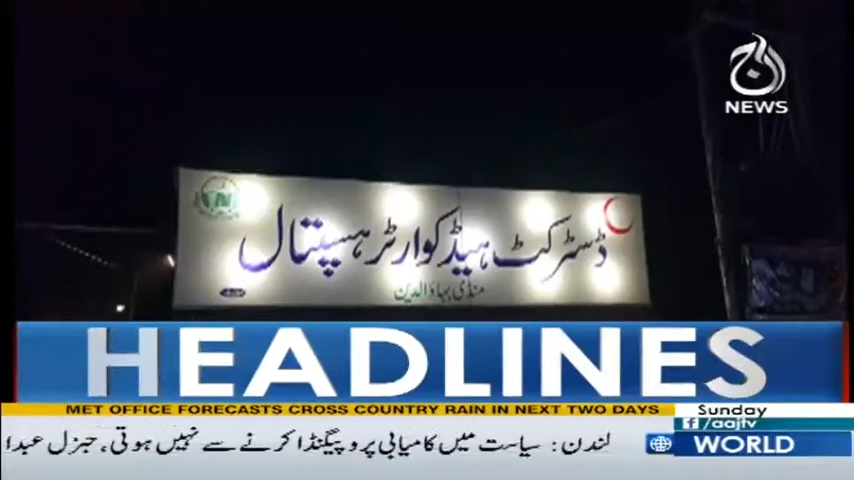 آج
NEWS
ڈسٹرکٹ ہیڈکوارٹر ہسپتال
منڈی بہاؤالدین
HEADLINES
MET OFFICE FORECASTS CROSS COUNTRY RAIN IN NEXT TWO DAYS
Sunday
f/aajtv
لندن : سیاست میں کامیابی پروپیگنڈا کرنے سے نہیں ہوتی، جنرل عبدا
WORLD